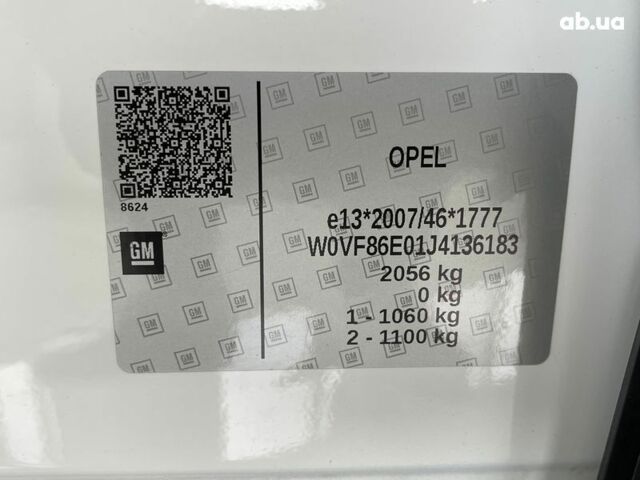 ab.ua
8624
GM
OPEL
e13*2007/46*1777
W0VF86E01J4136183
2056 kg
0 kg
1 - 1060 kg
2 - 1100 kg